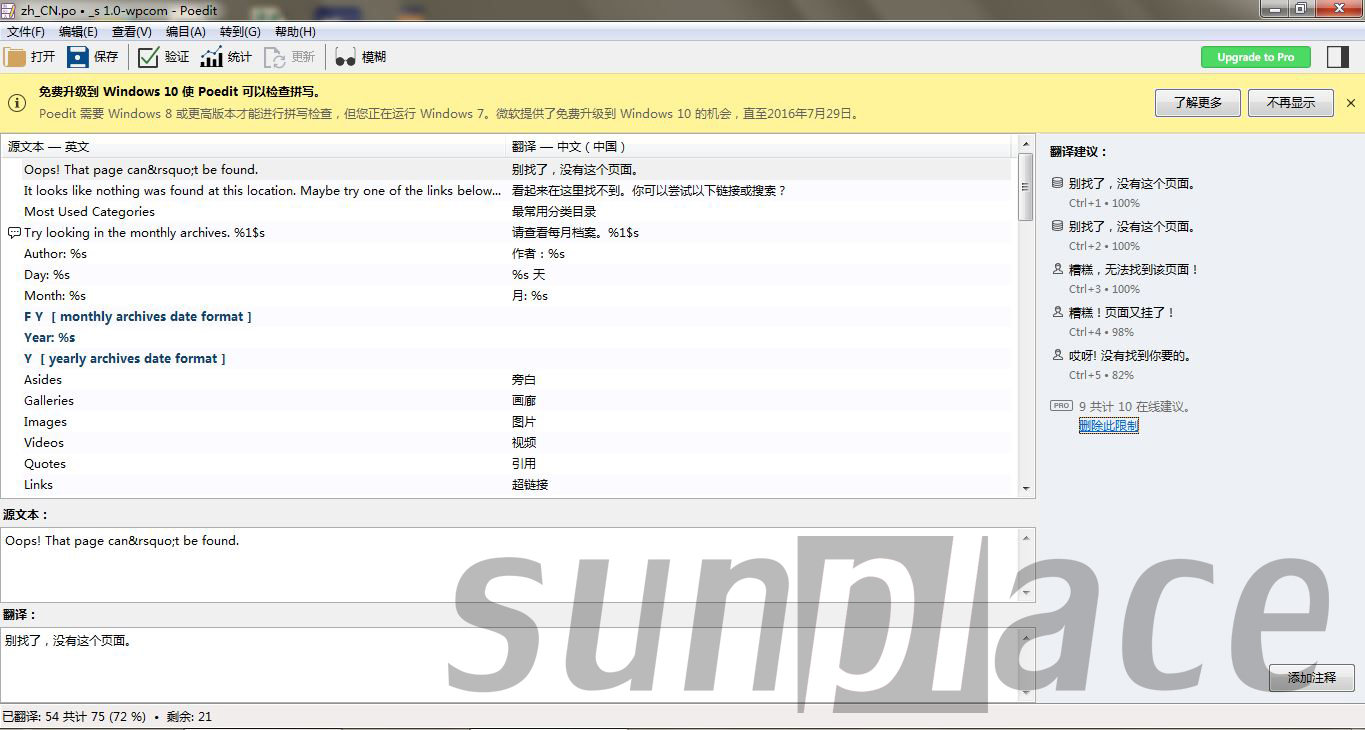 zh_CN.po • _s 1.0-wpcom - Poedit
文件(F) 编辑(E) 查看(V) 编目(A) 转到(G) 帮助(H)
打开 保存 验证 统计 更新 模糊 Upgrade to Pro
免费升级到 Windows 10 使 Poedit 可以检查拼写。
Poedit 需要 Windows 8 或更高版本才能进行拼写检查，但您正在运行 Windows 7。微软提供了免费升级到 Windows 10 的机会，直至2016年7月29日。
了解更多 不再显示
源文本 — 英文 翻译 — 中文（中国）
Oops! That page can&rsquo;t be found. 别找了，没有这个页面。
It looks like nothing was found at this location. Maybe try one of the links below... 看起来在这里找不到。你可以尝试以下链接或搜索？
Most Used Categories 最常用分类目录
Try looking in the monthly archives. %1$s 请查看每月档案。%1$s
Author: %s 作者：%s
Day: %s %s 天
Month: %s 月: %s
F Y [ monthly archives date format ]
Year: %s
Y [ yearly archives date format ]
Asides 旁白
Galleries 画廊
Images 图片
Videos 视频
Quotes 引用
Links 超链接
翻译建议：
别找了，没有这个页面。
Ctrl+1 • 100%
别找了，没有这个页面。
Ctrl+2 • 100%
糟糕，无法找到该页面！
Ctrl+3 • 100%
糟糕！页面又挂了！
Ctrl+4 • 98%
哎呀! 没有找到你要的。
Ctrl+5 • 82%
PRO 9 共计 10 在线建议。
删除此限制
源文本：
Oops! That page can&rsquo;t be found.
翻译：
别找了，没有这个页面。
sunplace
添加注释
已翻译: 54 共计 75 (72 %) • 剩余: 21